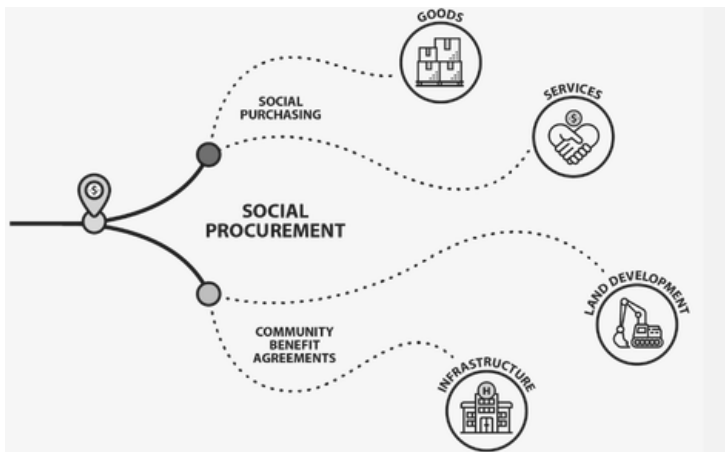 GOODS
SOCIAL
PURCHASING
$
SERVICES
$
SOCIAL
PROCUREMENT
LAND DEVELOPMENT
COMMUNITY
BENEFIT
AGREEMENTS
INFRASTRUCTURE
H